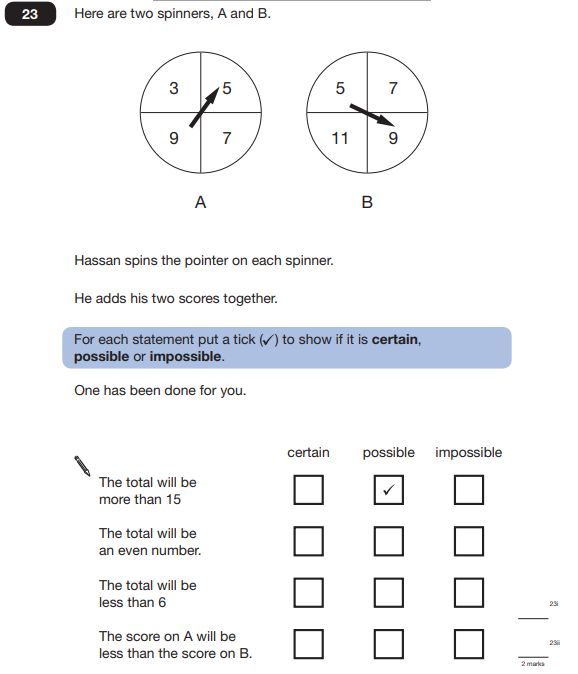 23 Here are two spinners, A and B.
3 5 5 7
9 7 11 9
A B
Hassan spins the pointer on each spinner.
He adds his two scores together.
For each statement put a tick (✓) to show if it is certain,
possible or impossible.
One has been done for you.
certain possible impossible
The total will be
more than 15 ✓
The total will be
an even number.
The total will be
less than 6
23i
The score on A will be
less than the score on B.
23ii
2 marks